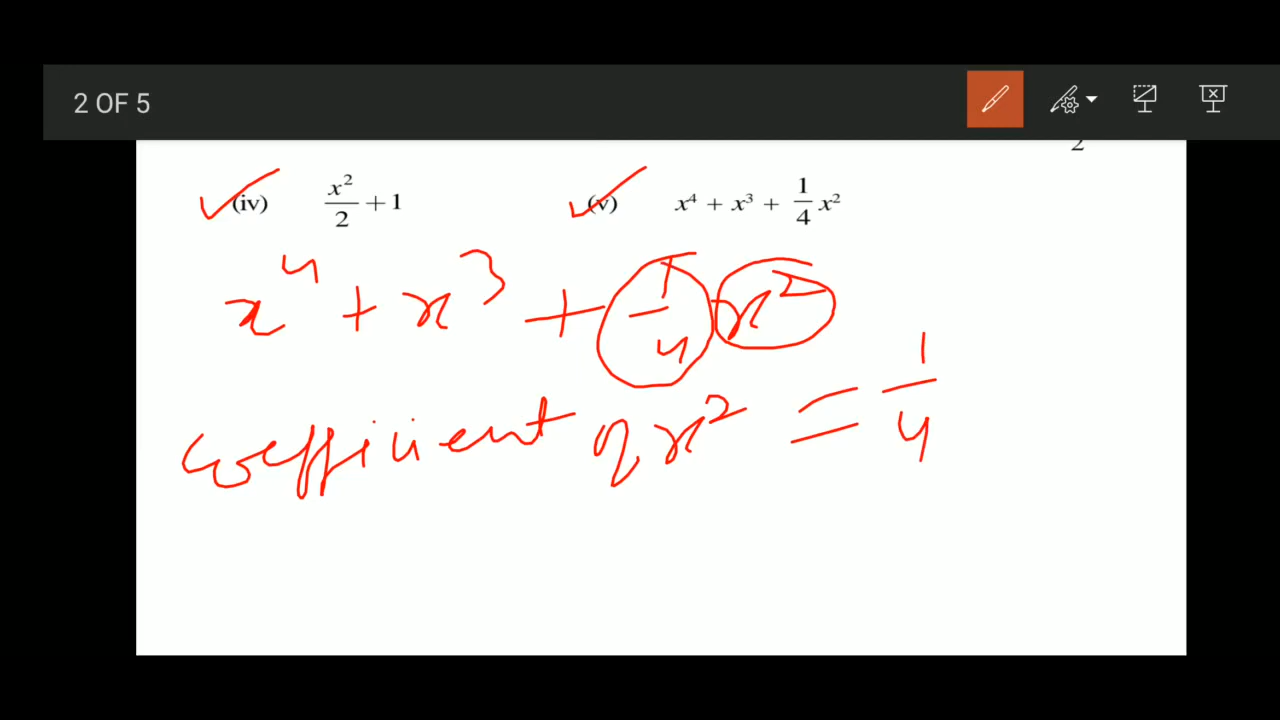 2 OF 5
2
(iv) x²/2 + 1 (v) x⁴ + x³ + 1/4 x²
x⁴ + x³ + 1/4 x²
coefficient of x² = 1/4